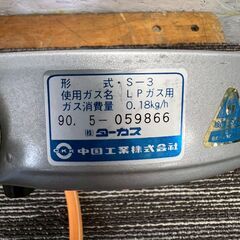 形式・S-3
使用ガス名 LPガス用
ガス消費量 0.18kg/h
90.5-059866
㈱ターカス
中国工業株式会社